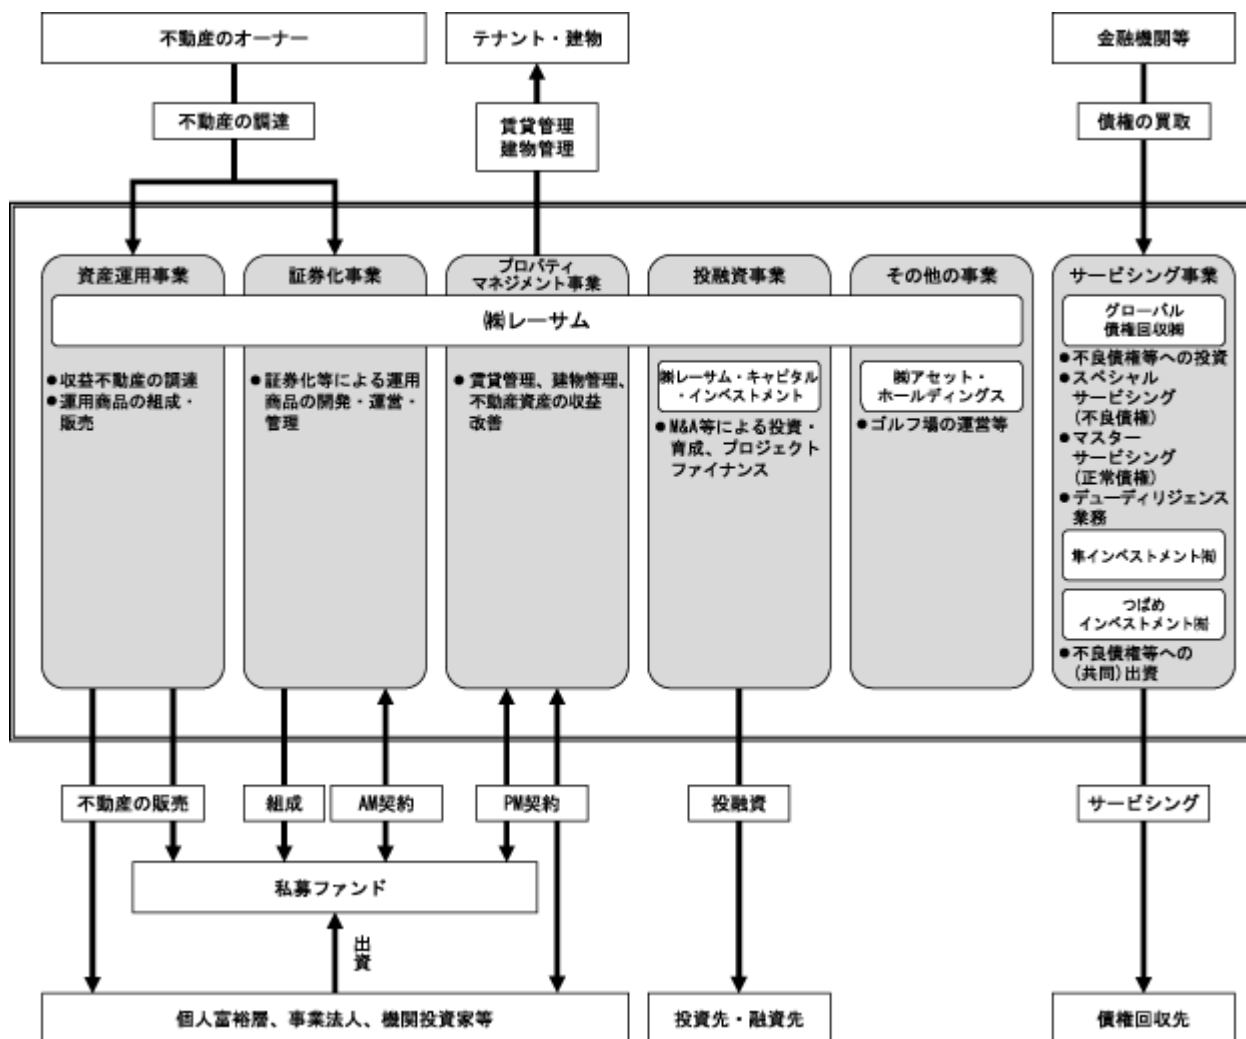 不動産のオーナー
テナント・建物
金融機関等
不動産の調達
賃貸管理
建物管理
債権の買取
資産運用事業
証券化事業
プロパティ
マネジメント事業
投融資事業
その他の事業
サービシング事業
㈱レーサム
●収益不動産の調達
●運用商品の組成・
販売
●証券化等による運用
商品の開発・運営・
管理
●賃貸管理、建物管理、
不動産資産の収益
改善
㈱レーサム・キャピタル
・インベストメント
●M&A等による投資・
育成、プロジェクト
ファイナンス
㈱アセット・
ホールディングス
●ゴルフ場の運営等
グローバル
債権回収㈱
●不良債権等への投資
●スペシャル
サービシング
(不良債権)
●マスター
サービシング
(正常債権)
●デューディリジェンス
業務
隼インベストメント㈲
つばめ
インベストメント㈲
●不良債権等への
(共同)出資
不動産の販売
組成
AM契約
PM契約
投融資
サービシング
私募ファンド
出資
個人富裕層、事業法人、機関投資家等
投資先・融資先
債権回収先